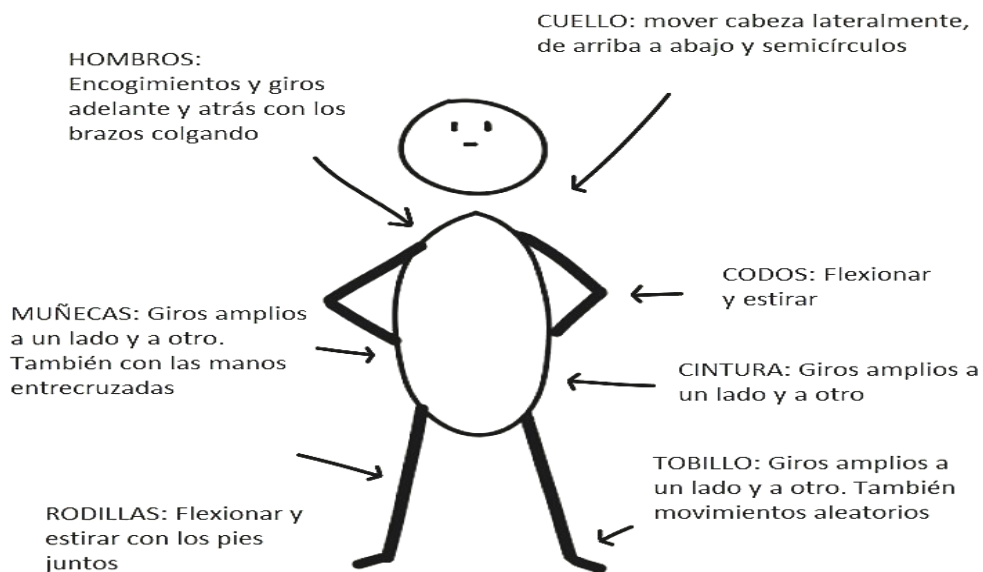 CUELLO: mover cabeza lateralmente,
de arriba a abajo y semicírculos
HOMBROS:
Encogimientos y giros
adelante y atrás con los
brazos colgando
CODOS: Flexionar
y estirar
MUÑECAS: Giros amplios
a un lado y a otro.
También con las manos
entrecruzadas
CINTURA: Giros amplios a
un lado y a otro
TOBILLO: Giros amplios a
un lado y a otro. También
movimientos aleatorios
RODILLAS: Flexionar y
estirar con los pies
juntos